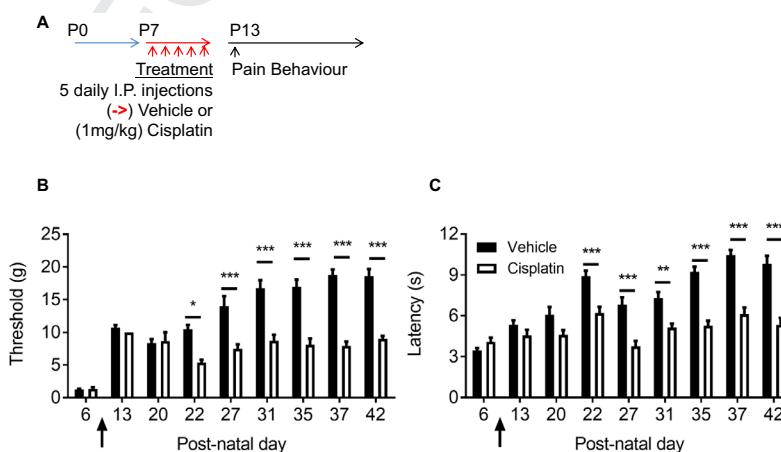 A
P0 P7 P13
Treatment Pain Behaviour
5 daily I.P. injections
(->) Vehicle or
(1mg/kg) Cisplatin
B
25
20
15
10
5
0
Threshold (g)
* *** *** *** *** ***
6 13 20 22 27 31 35 37 42
Post-natal day
C
12
9
6
3
0
Latency (s)
Vehicle
Cisplatin
*** *** ** *** *** ***
6 13 20 22 27 31 35 37 42
Post-natal day